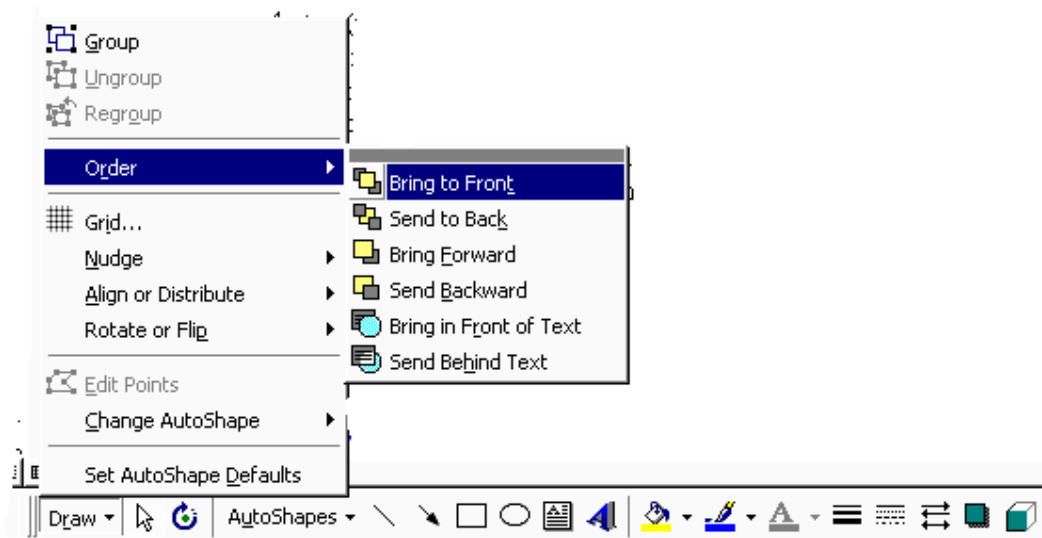 Group
Ungroup
Regroup
Order
Bring to Front
Send to Back
Grid...
Bring Forward
Nudge
Send Backward
Align or Distribute
Bring in Front of Text
Rotate or Flip
Send Behind Text
Edit Points
Change AutoShape
Set AutoShape Defaults
Draw
AutoShapes